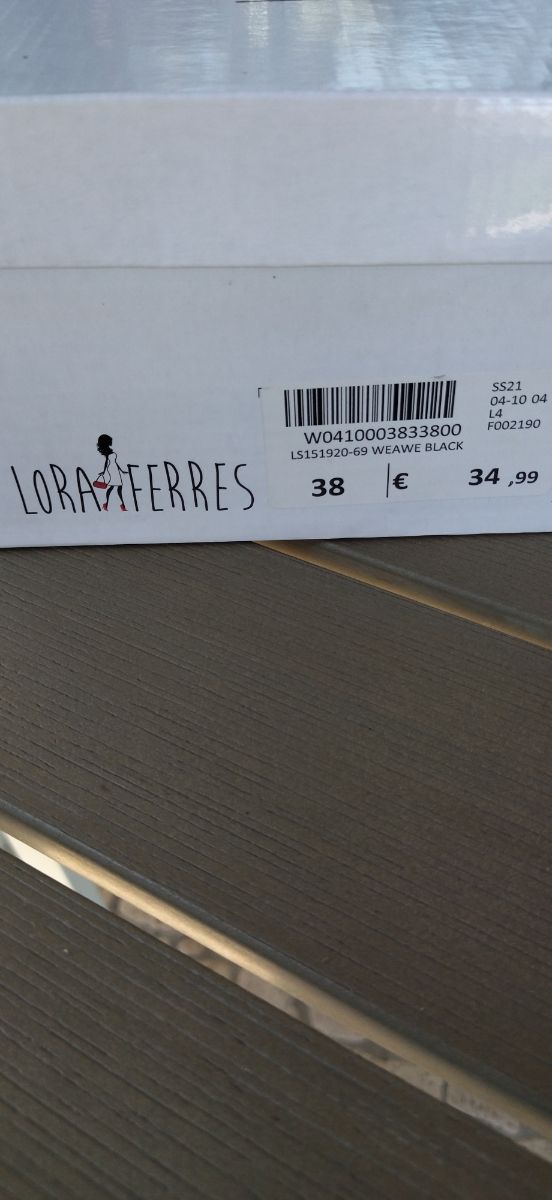 LORA FERRES
W0410003833800
LS151920-69 WEAWE BLACK
38 € 34 ,99
SS21
04-10 04
L4
F002190